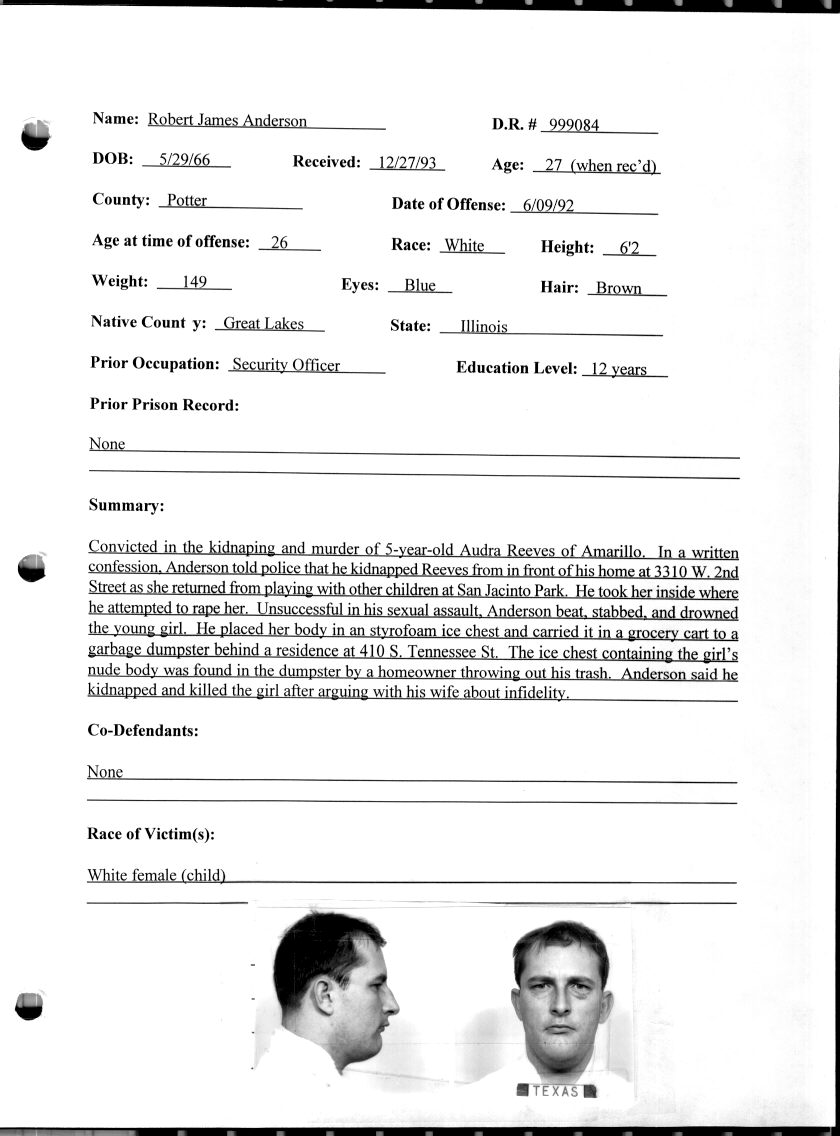 Name: Robert James Anderson D.R. # 999084
DOB: 5/29/66 Received: 12/27/93 Age: 27 (when rec'd)
County: Potter Date of Offense: 6/09/92
Age at time of offense: 26 Race: White Height: 6'2
Weight: 149 Eyes: Blue Hair: Brown
Native Count y: Great Lakes State: Illinois
Prior Occupation: Security Officer Education Level: 12 years
Prior Prison Record:
None
Summary:
Convicted in the kidnaping and murder of 5-year-old Audra Reeves of Amarillo. In a written
confession, Anderson told police that he kidnapped Reeves from in front of his home at 3310 W. 2nd
Street as she returned from playing with other children at San Jacinto Park. He took her inside where
he attempted to rape her. Unsuccessful in his sexual assault, Anderson beat, stabbed, and drowned
the young girl. He placed her body in an styrofoam ice chest and carried it in a grocery cart to a
garbage dumpster behind a residence at 410 S. Tennessee St. The ice chest containing the girl's
nude body was found in the dumpster by a homeowner throwing out his trash. Anderson said he
kidnapped and killed the girl after arguing with his wife about infidelity.
Co-Defendants:
None
Race of Victim(s):
White female (child)
TEXAS